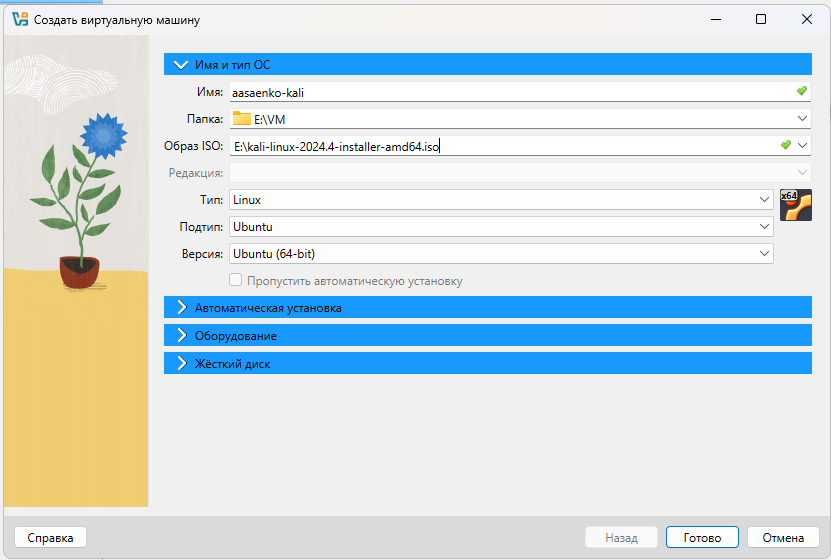 Создать виртуальную машину
Имя и тип ОС
Имя: aasaenko-kali
Папка: E:\VM
Образ ISO: E:\kali-linux-2024.4-installer-amd64.iso
Редакция:
Тип: Linux
x64
Подтип: Ubuntu
Версия: Ubuntu (64-bit)
Пропустить автоматическую установку
Автоматическая установка
Оборудование
Жёсткий диск
Справка Назад Готово Отмена